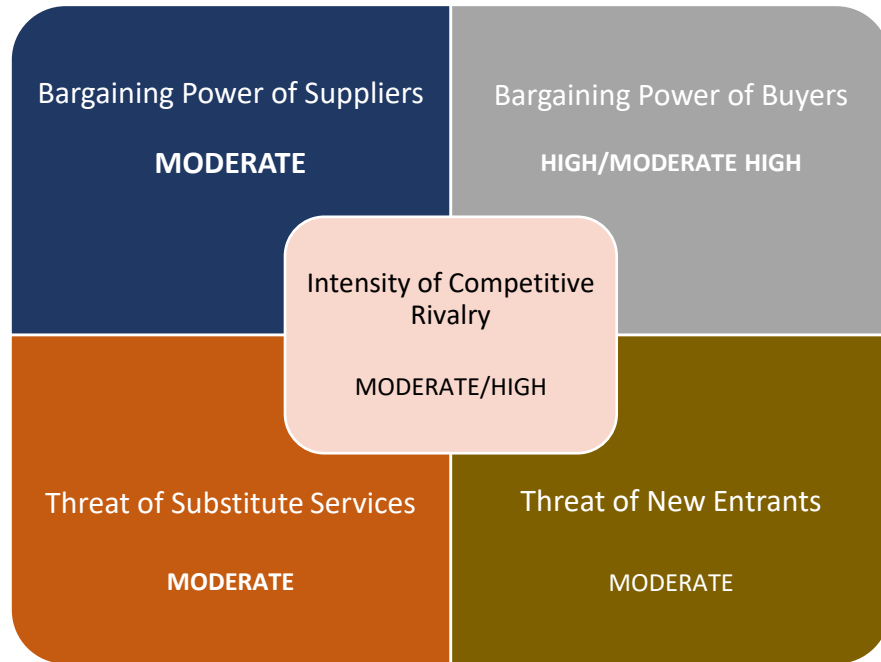 Bargaining Power of Suppliers
MODERATE
Bargaining Power of Buyers
HIGH/MODERATE HIGH
Intensity of Competitive
Rivalry
MODERATE/HIGH
Threat of Substitute Services
MODERATE
Threat of New Entrants
MODERATE